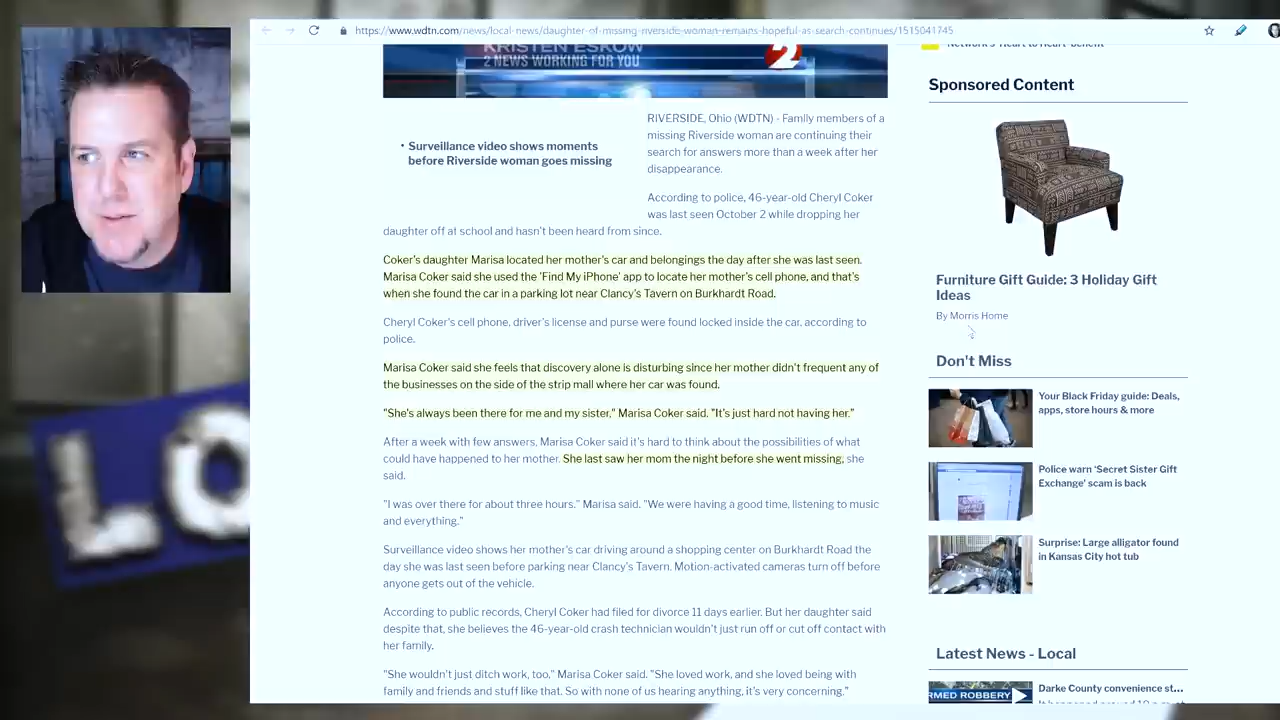 https://www.wdtn.com/news/local-news/daughter-of-missing-riverside-woman-remains-hopeful-as-search-continues/1515041745
KRISTEN ESKOW
2 NEWS WORKING FOR YOU
2
• Surveillance video shows moments
before Riverside woman goes missing
RIVERSIDE, Ohio (WDTN) - Family members of a
missing Riverside woman are continuing their
search for answers more than a week after her
disappearance.
According to police, 46-year-old Cheryl Coker
was last seen October 2 while dropping her
daughter off at school and hasn't been heard from since.
Coker's daughter Marisa located her mother's car and belongings the day after she was last seen.
Marisa Coker said she used the 'Find My iPhone' app to locate her mother's cell phone, and that's
when she found the car in a parking lot near Clancy's Tavern on Burkhardt Road.
Cheryl Coker's cell phone, driver's license and purse were found locked inside the car, according to
police.
Marisa Coker said she feels that discovery alone is disturbing since her mother didn't frequent any of
the businesses on the side of the strip mall where her car was found.
"She's always been there for me and my sister," Marisa Coker said. "It's just hard not having her."
After a week with few answers, Marisa Coker said it's hard to think about the possibilities of what
could have happened to her mother. She last saw her mom the night before she went missing, she
said.
"I was over there for about three hours." Marisa said. "We were having a good time, listening to music
and everything."
Surveillance video shows her mother's car driving around a shopping center on Burkhardt Road the
day she was last seen before parking near Clancy's Tavern. Motion-activated cameras turn off before
anyone gets out of the vehicle.
According to public records, Cheryl Coker had filed for divorce 11 days earlier. But her daughter said
despite that, she believes the 46-year-old crash technician wouldn't just run off or cut off contact with
her family.
"She wouldn't just ditch work, too," Marisa Coker said. "She loved work, and she loved being with
family and friends and stuff like that. So with none of us hearing anything, it's very concerning."
Network's 'Heart to Heart' benefit
Sponsored Content
Furniture Gift Guide: 3 Holiday Gift
Ideas
By Morris Home
Don't Miss
Your Black Friday guide: Deals,
apps, store hours & more
Police warn 'Secret Sister Gift
Exchange' scam is back
Surprise: Large alligator found
in Kansas City hot tub
Latest News - Local
RMED ROBBERY
Darke County convenience st...